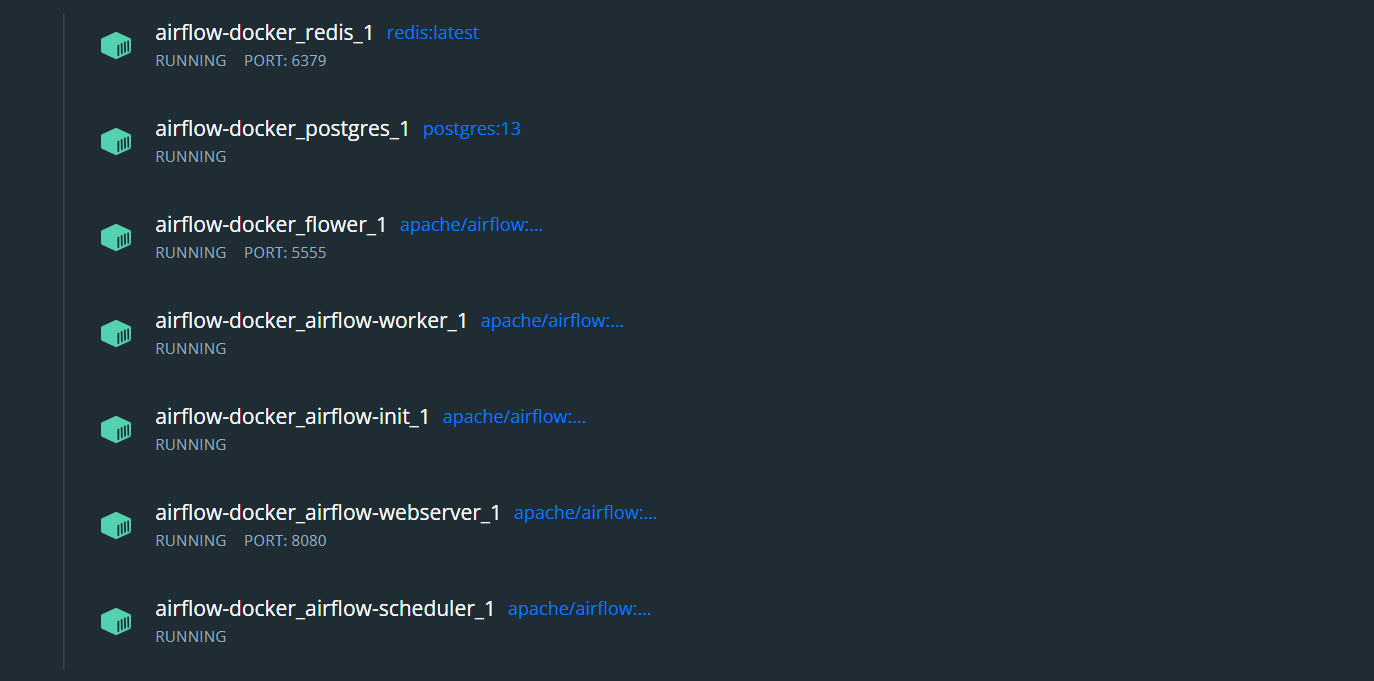 airflow-docker_redis_1 redis:latest
RUNNING PORT: 6379
airflow-docker_postgres_1 postgres:13
RUNNING
airflow-docker_flower_1 apache/airflow:...
RUNNING PORT: 5555
airflow-docker_airflow-worker_1 apache/airflow:...
RUNNING
airflow-docker_airflow-init_1 apache/airflow:...
RUNNING
airflow-docker_airflow-webserver_1 apache/airflow:...
RUNNING PORT: 8080
airflow-docker_airflow-scheduler_1 apache/airflow:...
RUNNING